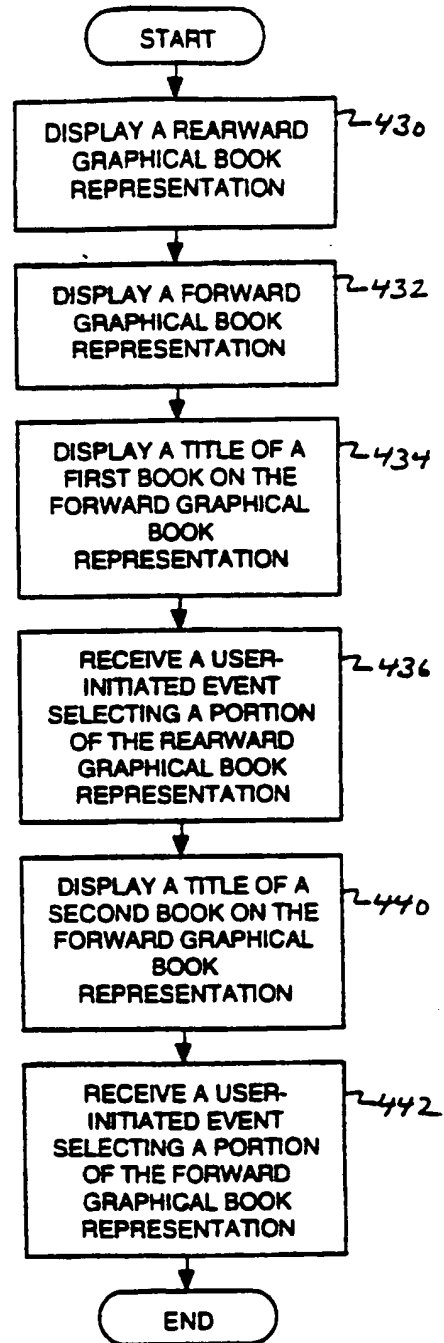 START
DISPLAY A REARWARD
GRAPHICAL BOOK
REPRESENTATION
430
DISPLAY A FORWARD
GRAPHICAL BOOK
REPRESENTATION
432
DISPLAY A TITLE OF A
FIRST BOOK ON THE
FORWARD GRAPHICAL
BOOK
REPRESENTATION
434
RECEIVE A USER-
INITIATED EVENT
SELECTING A PORTION
OF THE REARWARD
GRAPHICAL BOOK
REPRESENTATION
436
DISPLAY A TITLE OF A
SECOND BOOK ON THE
FORWARD GRAPHICAL
BOOK
REPRESENTATION
440
RECEIVE A USER-
INITIATED EVENT
SELECTING A PORTION
OF THE FORWARD
GRAPHICAL BOOK
REPRESENTATION
442
END